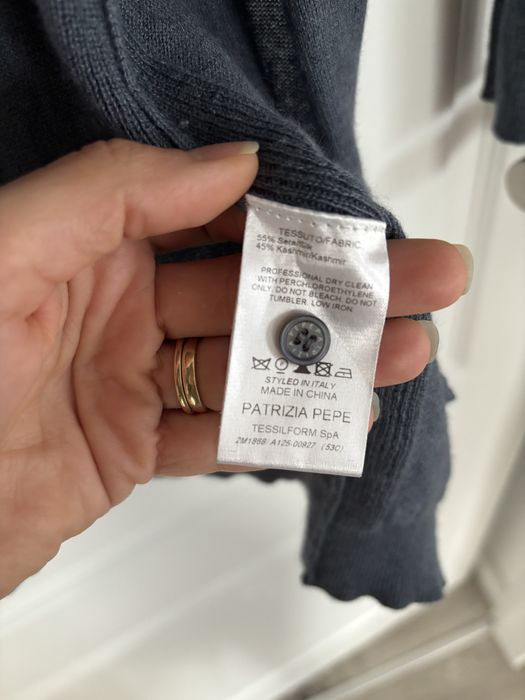 TESSUTO/FABRIC
55% Seta/Silk
45% Kashmir/Kashmir
PROFESSIONAL DRY CLEAN
WITH PERCHLOROETHYLENE
ONLY, DO NOT BLEACH, DO NOT
TUMBLER, LOW IRON
STYLED IN ITALY
MADE IN CHINA
PATRIZIA PEPE
TESSILFORM SpA
2M1858 A125-00927 (53C)